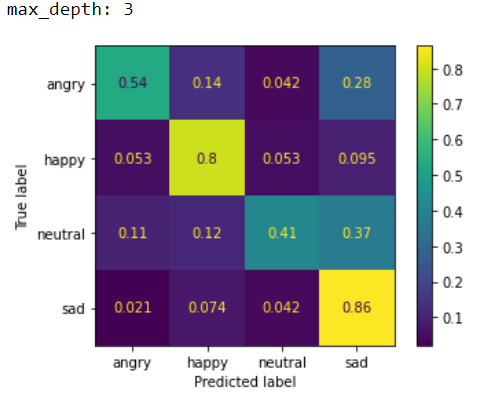 max_depth: 3
True label
angry 0.54 0.14 0.042 0.28
happy 0.053 0.8 0.053 0.095
neutral 0.11 0.12 0.41 0.37
sad 0.021 0.074 0.042 0.86
angry happy neutral sad
Predicted label
0.8
0.7
0.6
0.5
0.4
0.3
0.2
0.1